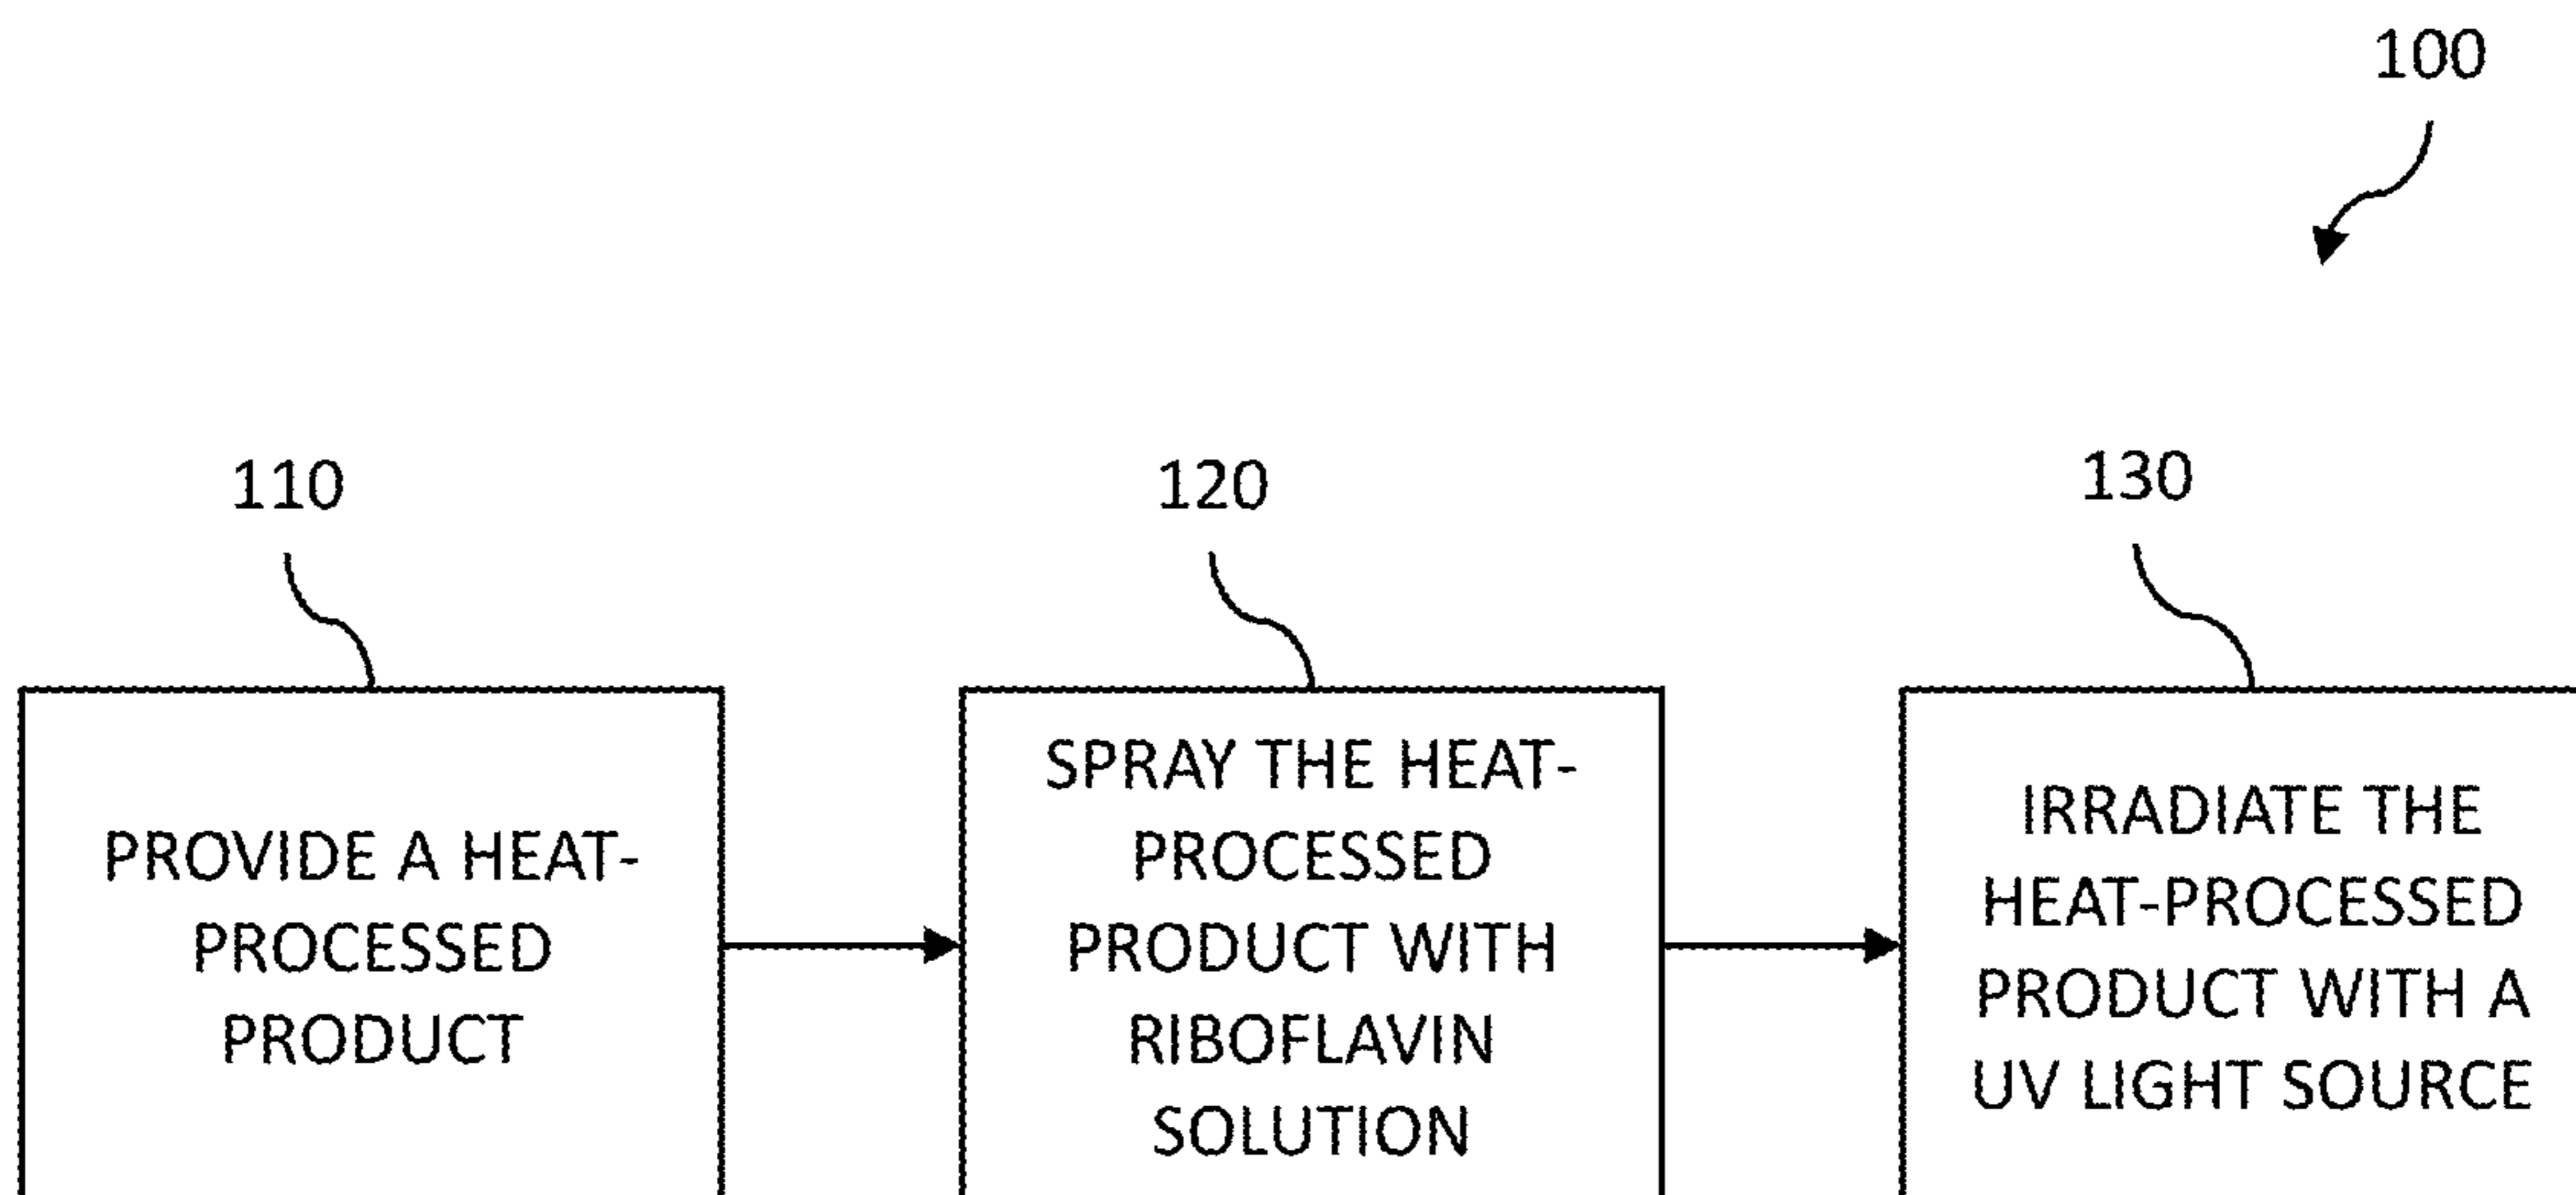 100
110
120
130
PROVIDE A HEAT-
PROCESSED
PRODUCT
SPRAY THE HEAT-
PROCESSED
PRODUCT WITH
RIBOFLAVIN
SOLUTION
IRRADIATE THE
HEAT-PROCESSED
PRODUCT WITH A
UV LIGHT SOURCE